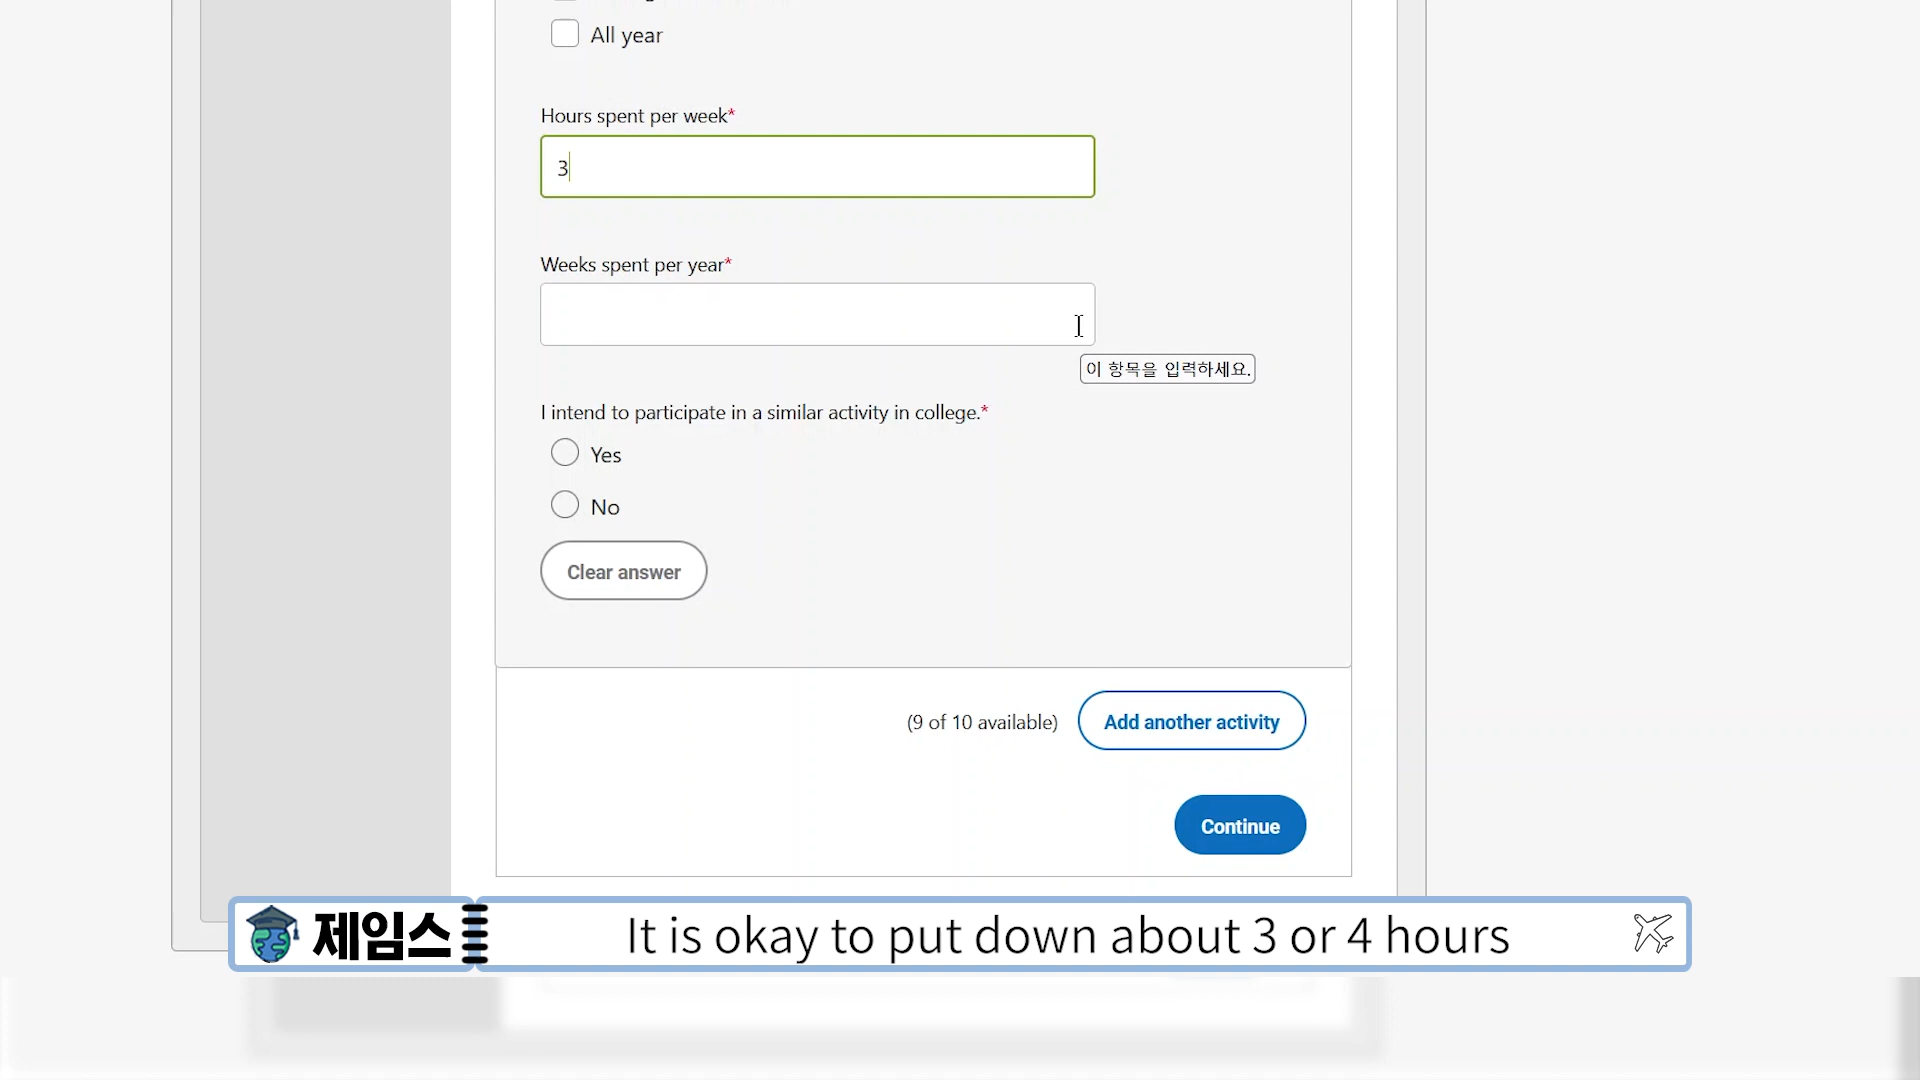 All year
Hours spent per week*
3
Weeks spent per year*
이 항목을 입력하세요.
I intend to participate in a similar activity in college.*
Yes
No
Clear answer
(9 of 10 available)
Add another activity
Continue
제임스
It is okay to put down about 3 or 4 hours